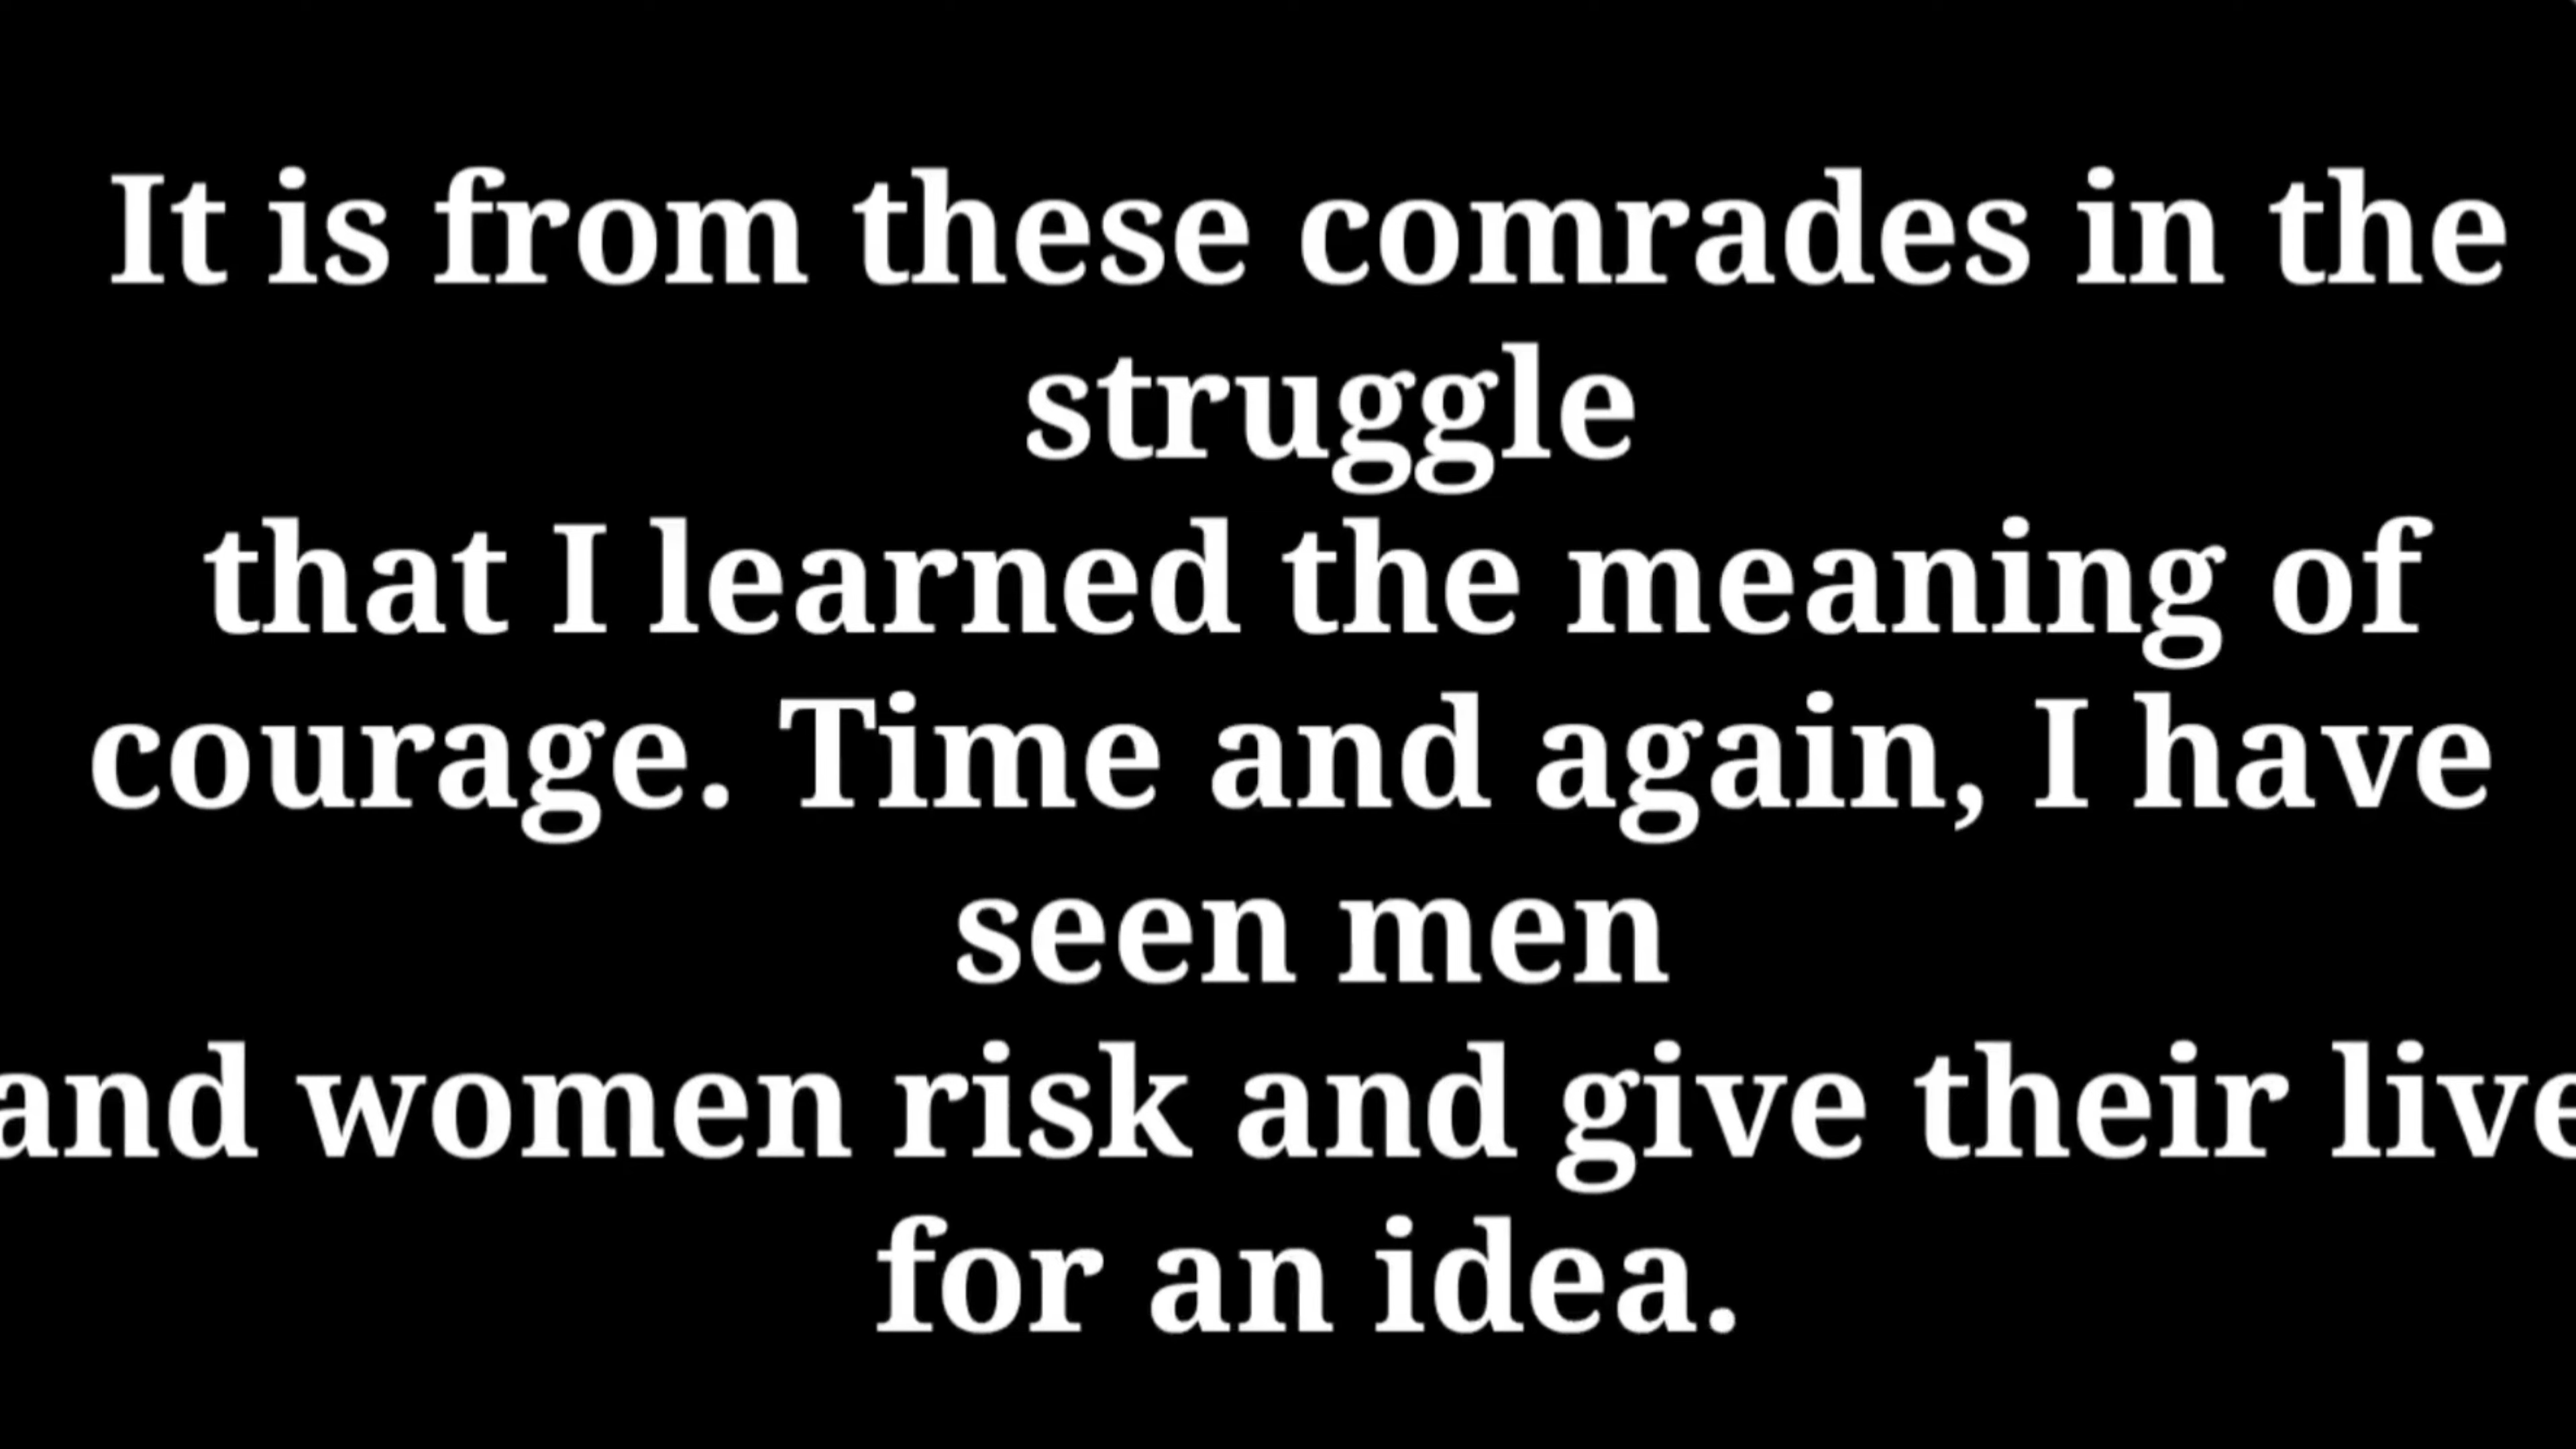 It is from these comrades in the
struggle
that I learned the meaning of
courage. Time and again, I have
seen men
and women risk and give their live
for an idea.